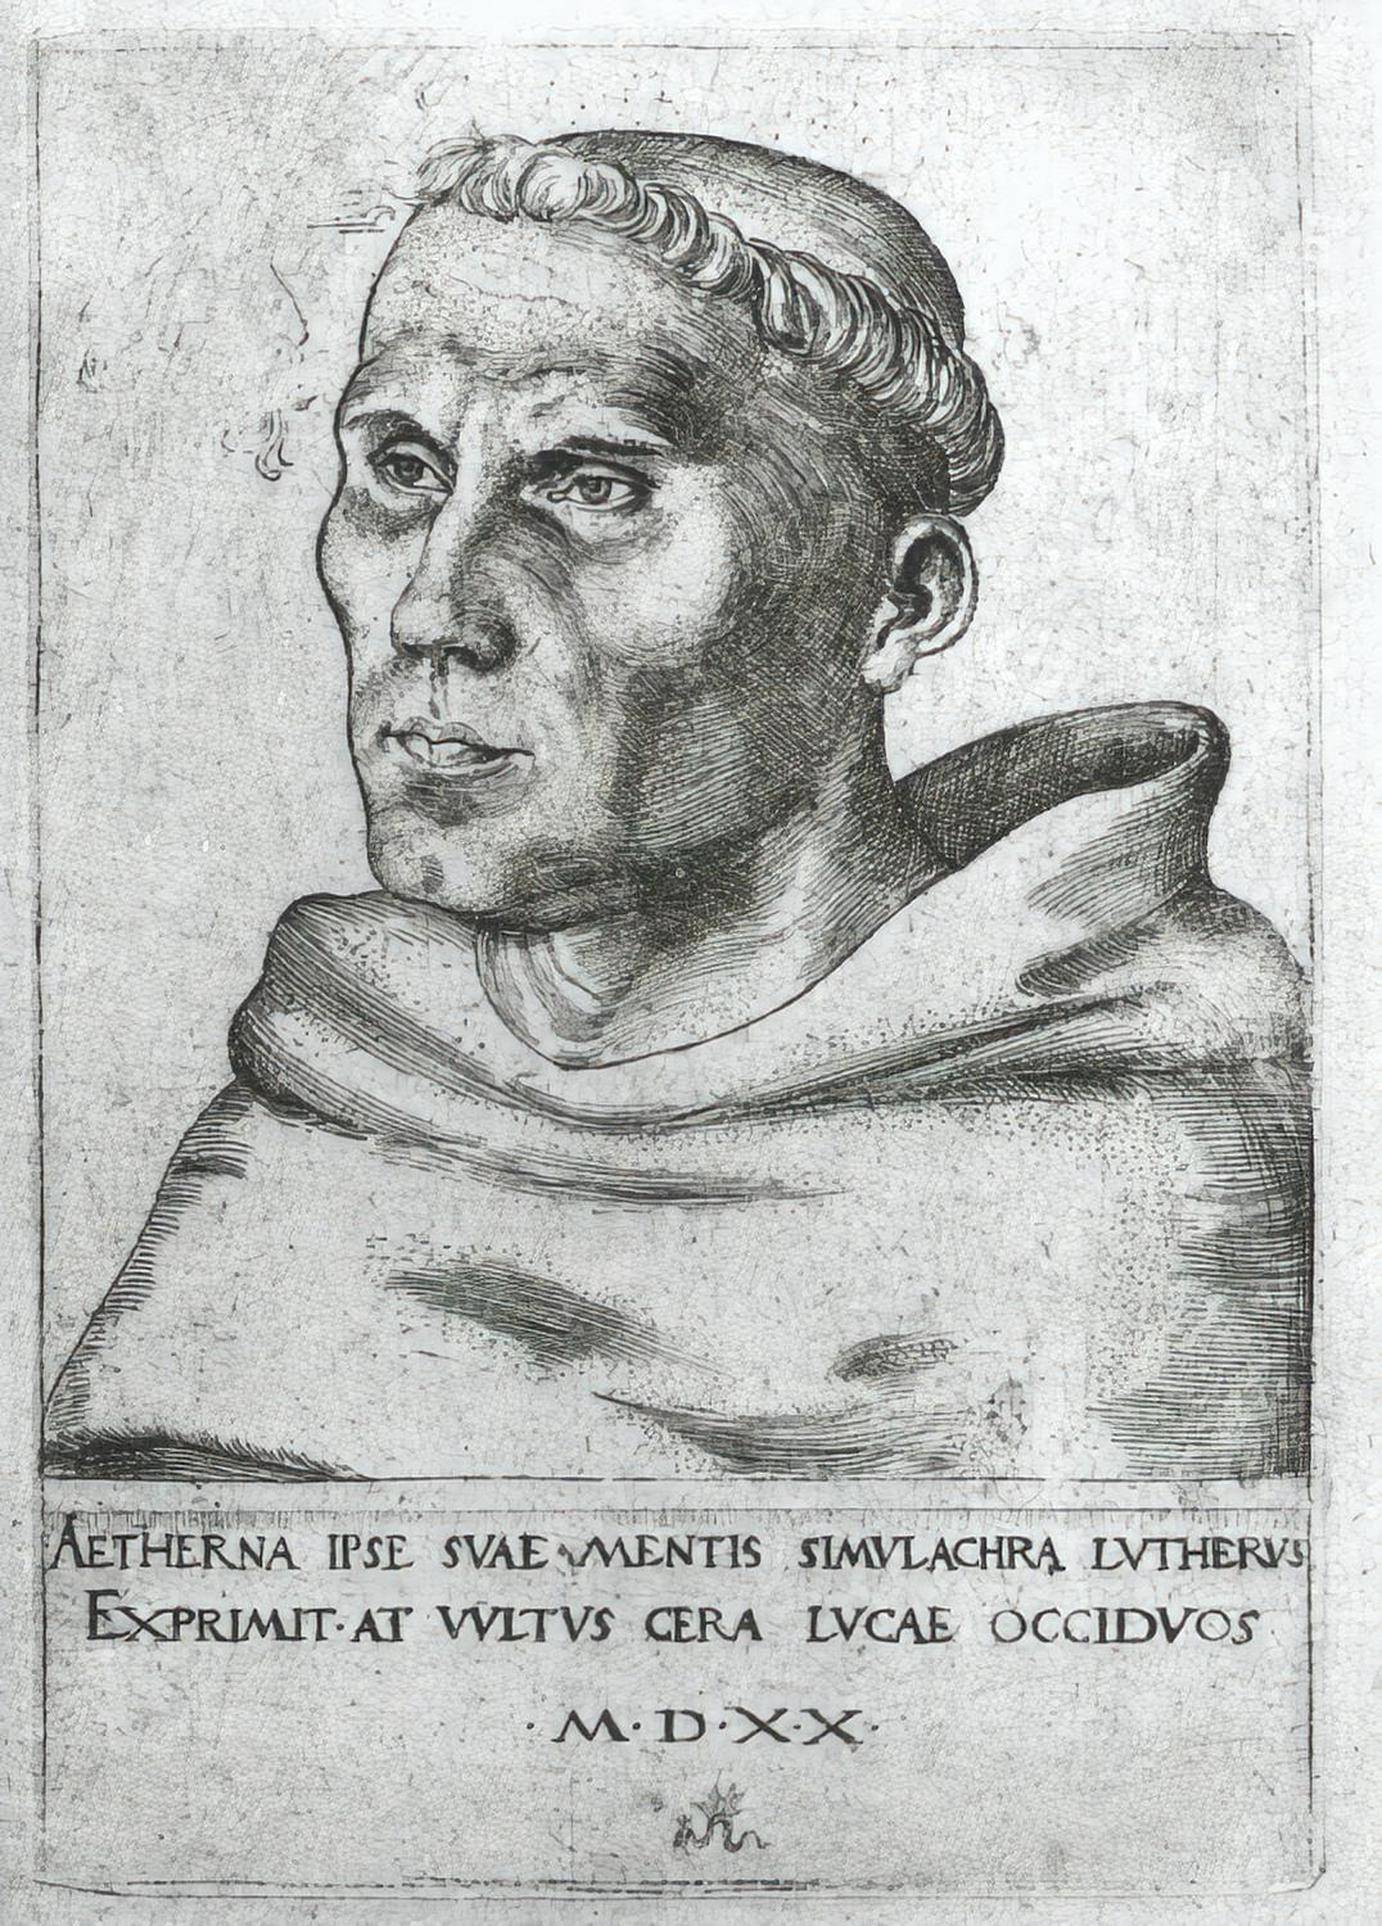 AETHERNA IPSE SVAE MENTIS SIMVLACHRA LVTHERVS
EXPRIMIT·AT VVLTVS CERA LVCAE OCCIDVOS
·M·D·X·X·